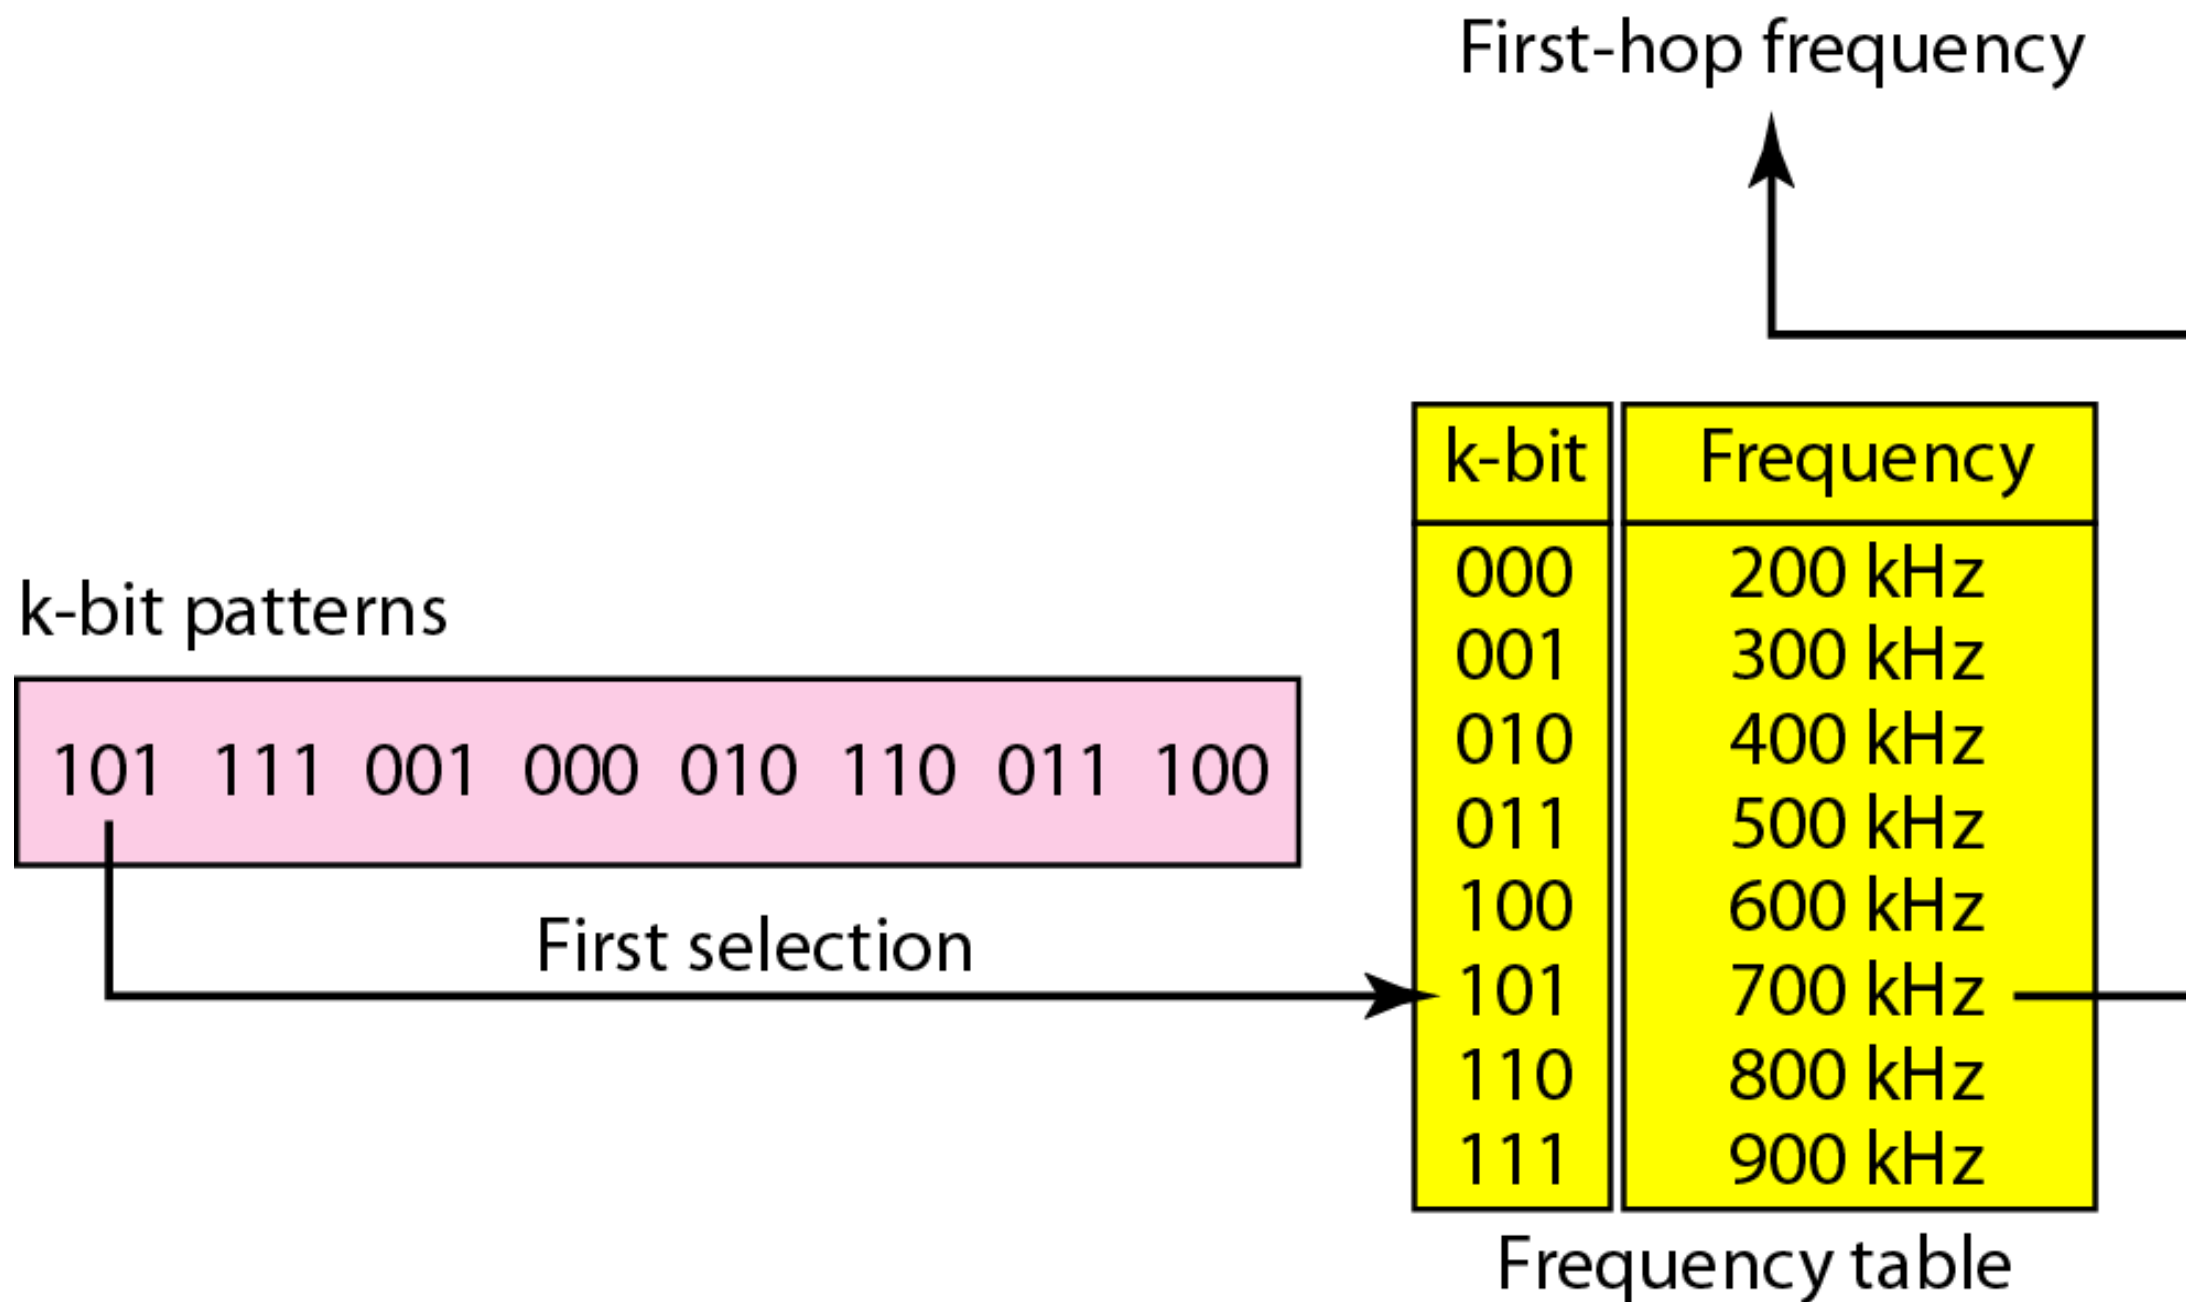 First-hop frequency
k-bit patterns
101 111 001 000 010 110 011 100
First selection
k-bit Frequency
000 200 kHz
001 300 kHz
010 400 kHz
011 500 kHz
100 600 kHz
101 700 kHz
110 800 kHz
111 900 kHz
Frequency table